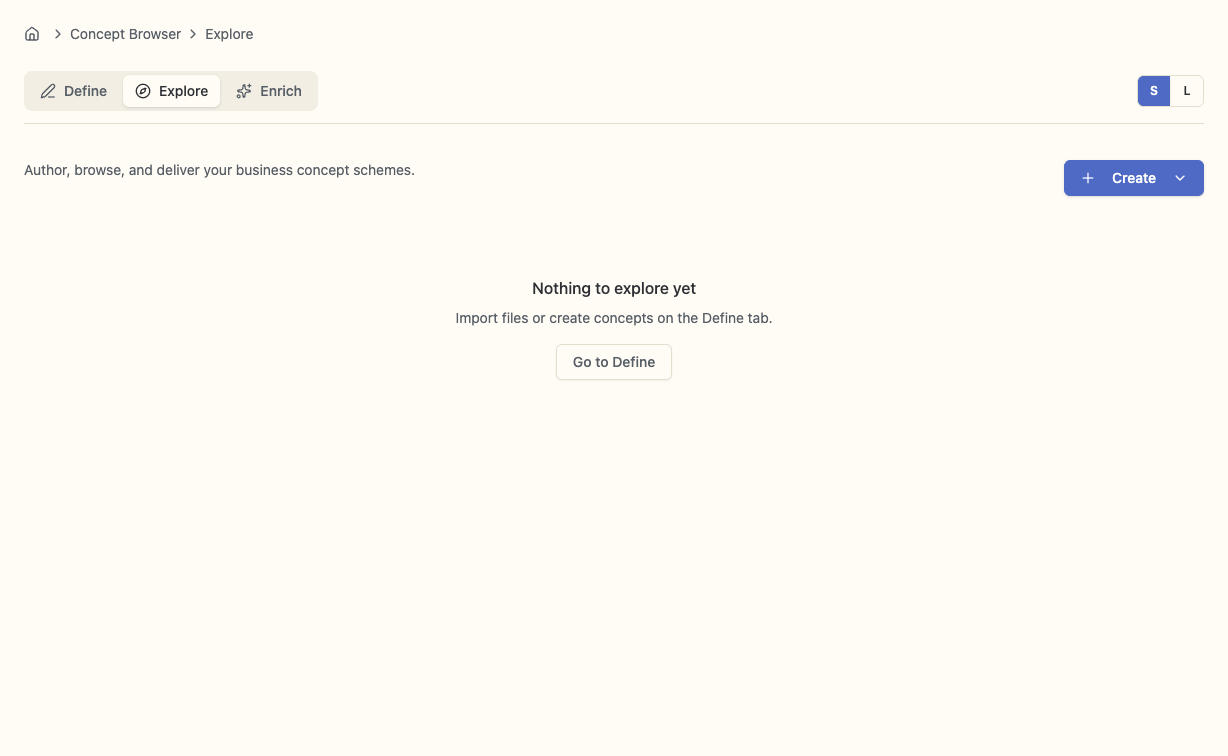 Concept Browser > Explore
Define Explore Enrich S L
Author, browse, and deliver your business concept schemes.
Create
Nothing to explore yet
Import files or create concepts on the Define tab.
Go to Define